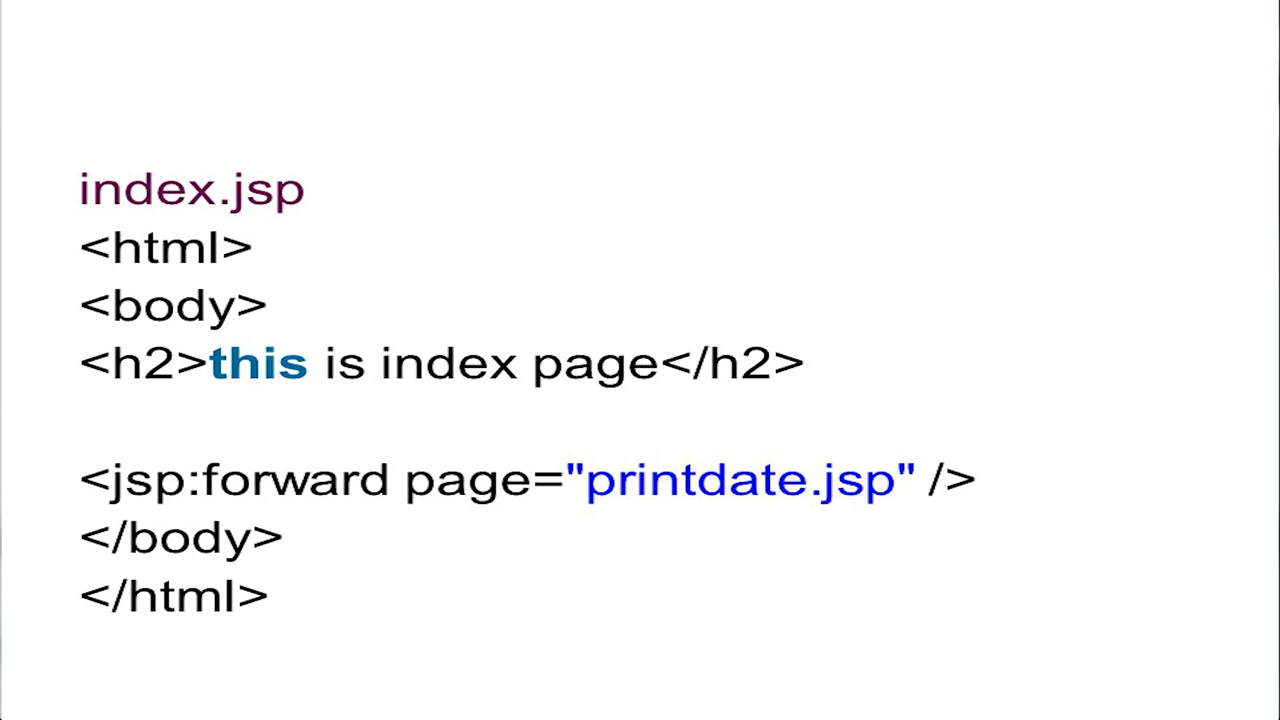 index.jsp
<html>
<body>
<h2>this is index page</h2>
<jsp:forward page="printdate.jsp" />
</body>
</html>